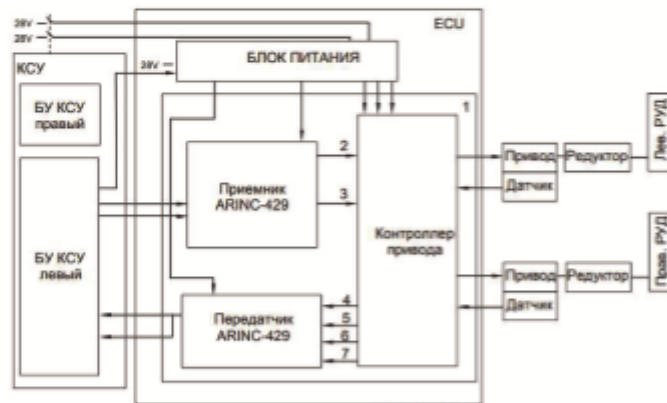 28V
28V
ECU
КСУ
28V
БЛОК ПИТАНИЯ
1
БУ КСУ
правый
БУ КСУ
левый
Приемник
ARINC-429
2
3
Контроллер
привода
Передатчик
ARINC-429
4
5
6
7
Привод
Редуктор
Датчик
Лев. РУД
Привод
Редуктор
Датчик
Прав. РУД